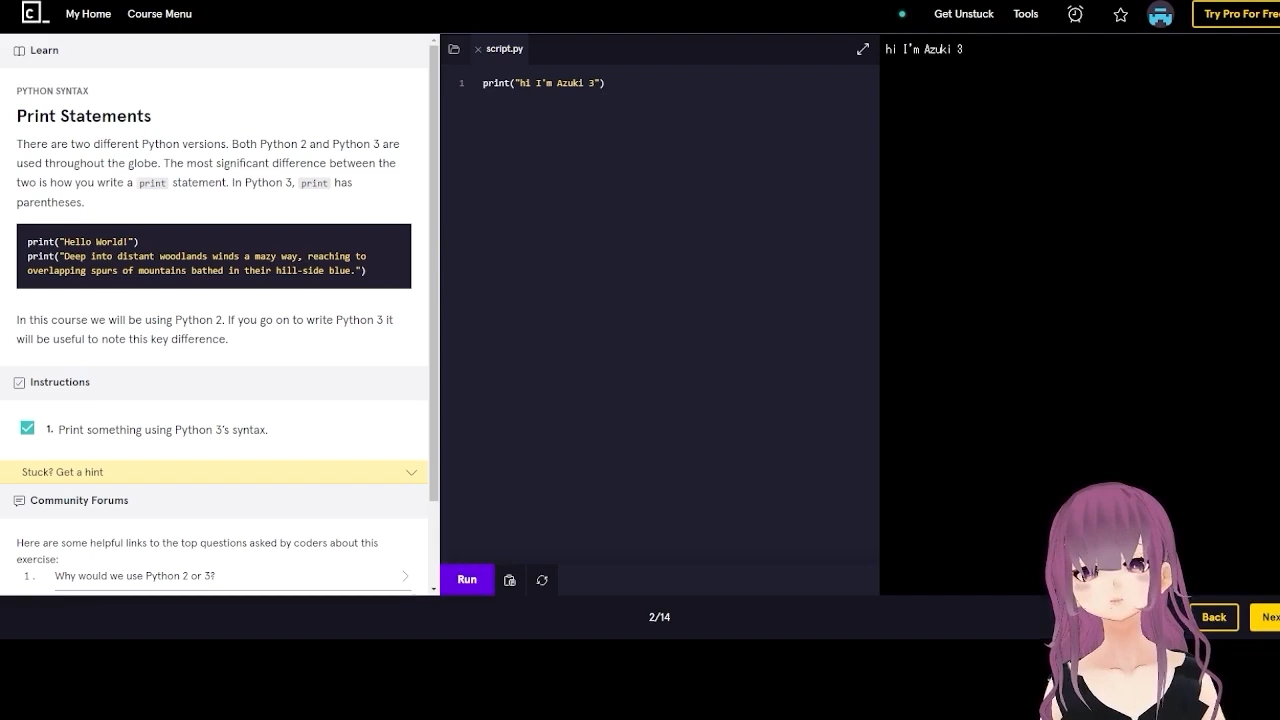 C_
My Home
Course Menu
Get Unstuck
Tools
Try Pro For Fre
Learn
PYTHON SYNTAX
Print Statements
There are two different Python versions. Both Python 2 and Python 3 are
used throughout the globe. The most significant difference between the
two is how you write a print statement. In Python 3, print has
parentheses.
print("Hello World!")
print("Deep into distant woodlands winds a mazy way, reaching to
overlapping spurs of mountains bathed in their hill-side blue.")
In this course we will be using Python 2. If you go on to write Python 3 it
will be useful to note this key difference.
Instructions
1. Print something using Python 3's syntax.
Stuck? Get a hint
Community Forums
Here are some helpful links to the top questions asked by coders about this
exercise:
1. Why would we use Python 2 or 3?
script.py
1 print("hi I'm Azuki 3")
Run
hi I'm Azuki 3
2/14
Back
Nex